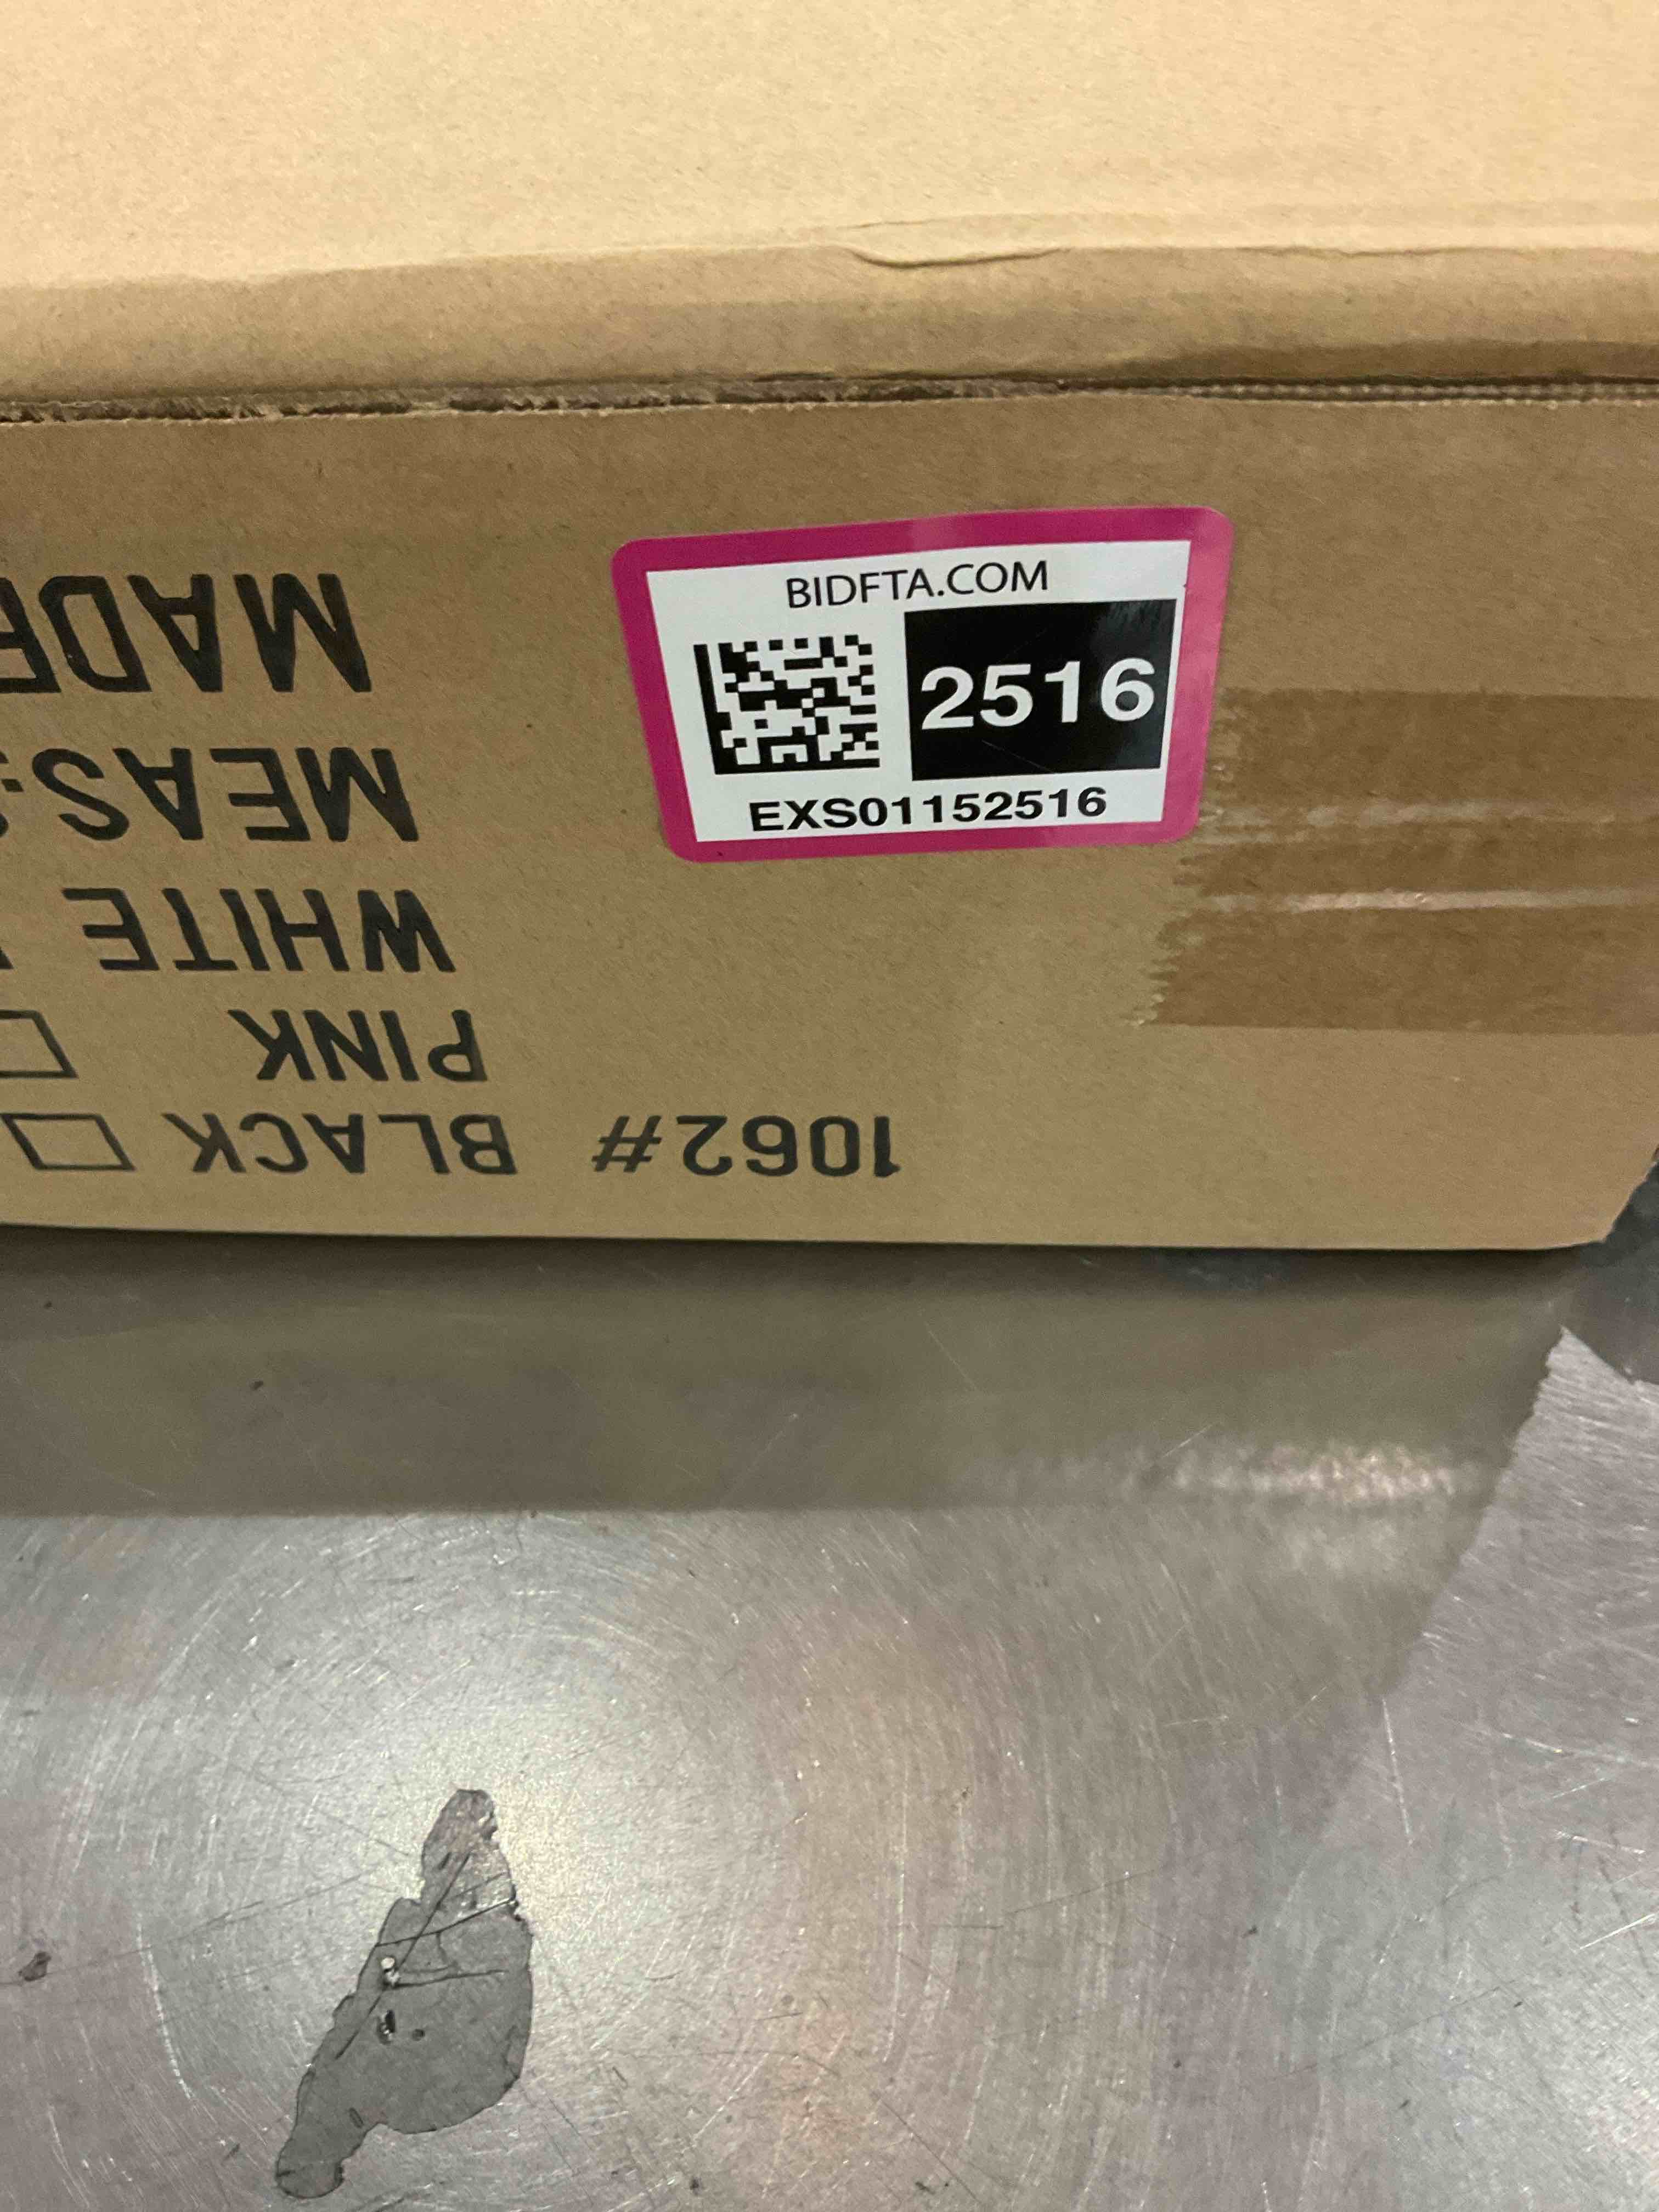 BIDFTA.COM
2516
EXS01152516
1062# BLACK
PINK
WHITE
MEAS.:
MADE